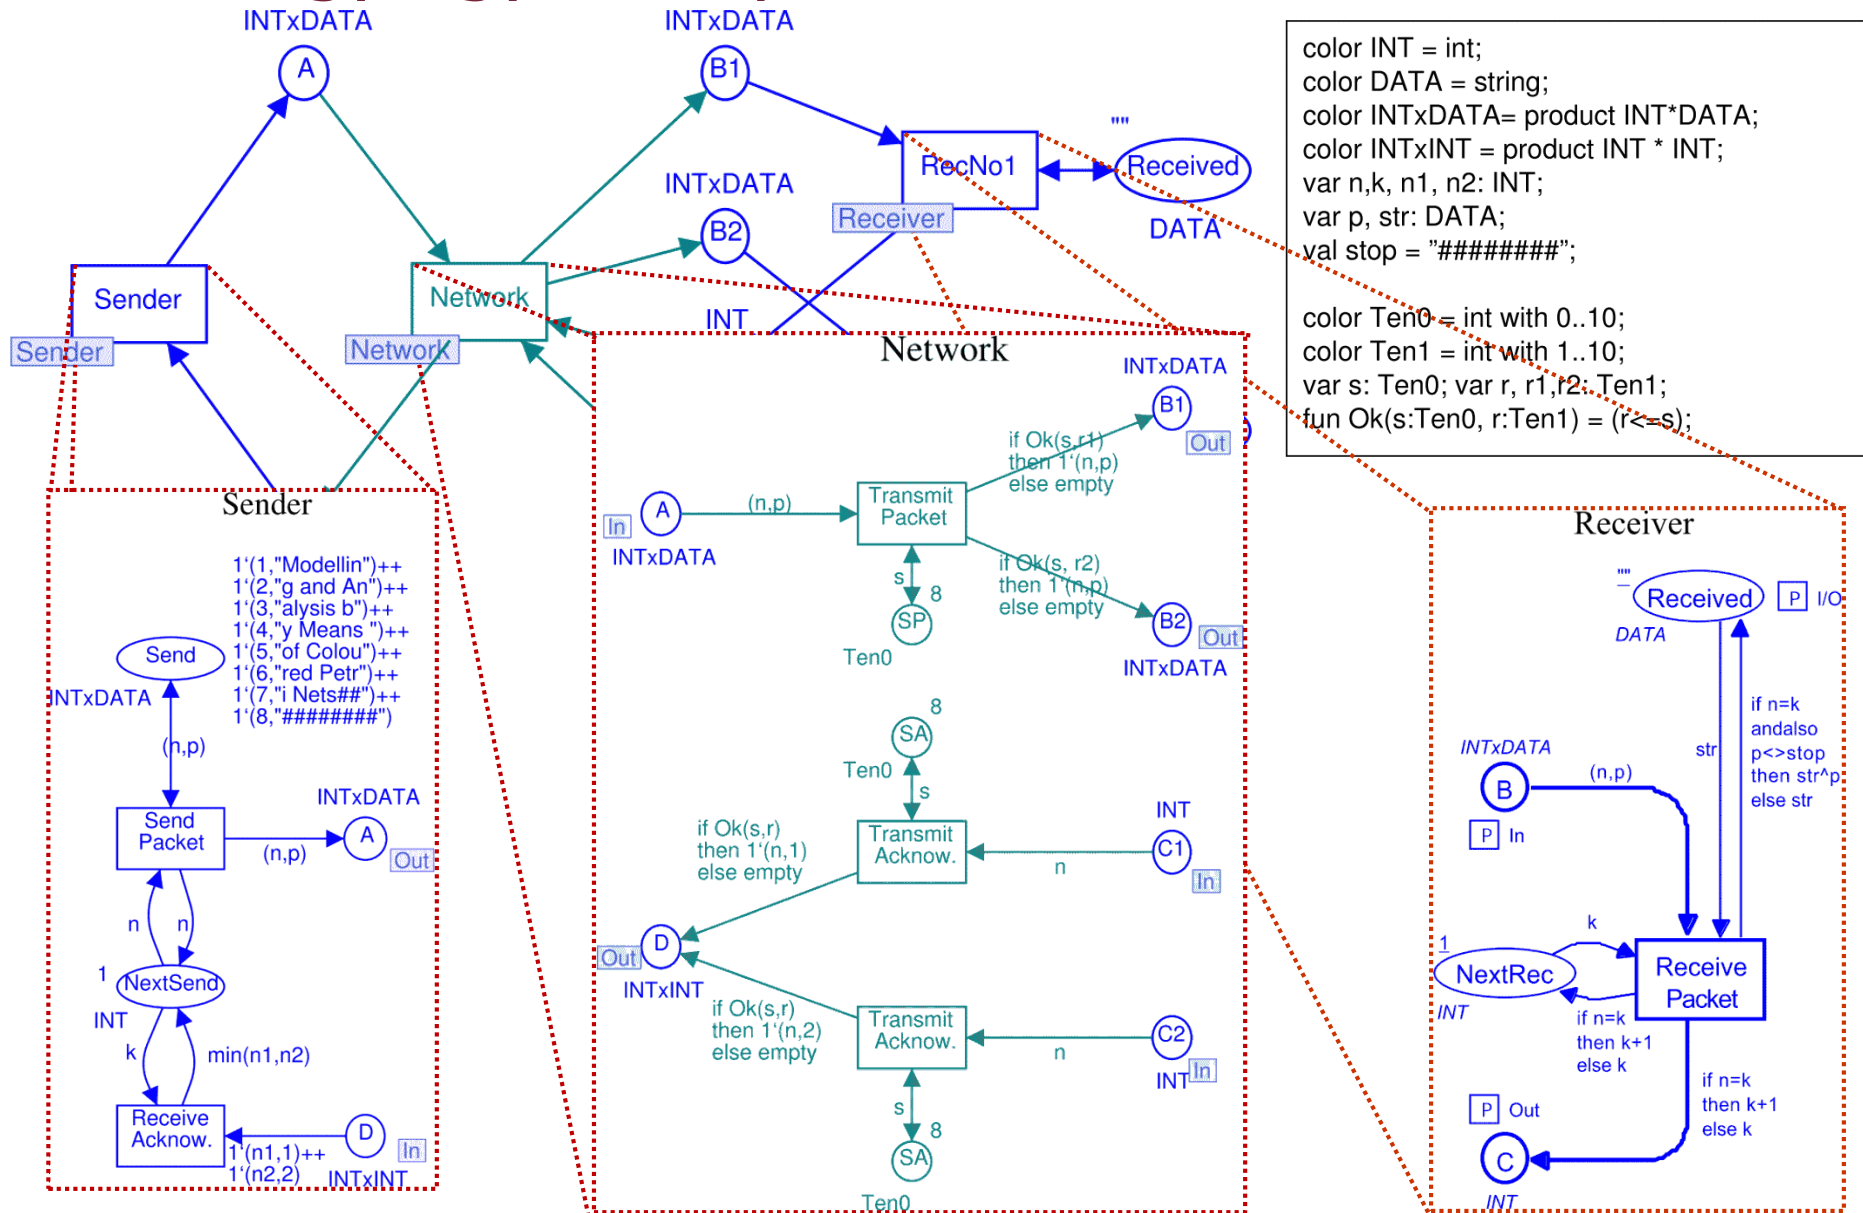 INTxDATA
A
INTxDATA
B1
INTxDATA
B2
Sender
Sender
Network
Network
RecNo1
Receiver
""
Received
DATA
INT
color INT = int;
color DATA = string;
color INTxDATA= product INT*DATA;
color INTxINT = product INT * INT;
var n,k, n1, n2: INT;
var p, str: DATA;
val stop = ”########”;
color Ten0 = int with 0..10;
color Ten1 = int with 1..10;
var s: Ten0; var r, r1,r2: Ten1;
fun Ok(s:Ten0, r:Ten1) = (r<=s);
Sender
1‘(1,"Modellin")++
1‘(2,"g and An")++
1‘(3,"alysis b")++
1‘(4,"y Means ")++
1‘(5,"of Colou")++
1‘(6,"red Petr")++
1‘(7,"i Nets##")++
1‘(8,"########")
Send
INTxDATA
(n,p)
Send
Packet
(n,p)
INTxDATA
A
Out
n
n
1
NextSend
INT
k
min(n1,n2)
Receive
Acknow.
1‘(n1,1)++
1‘(n2,2)
D
In
INTxINT
Network
INTxDATA
B1
Out
if Ok(s,r1)
then 1‘(n,p)
else empty
In
A
INTxDATA
(n,p)
Transmit
Packet
if Ok(s, r2)
then 1‘(n,p)
else empty
s
8
SP
Ten0
B2
Out
INTxDATA
8
SA
Ten0
s
if Ok(s,r)
then 1‘(n,1)
else empty
Transmit
Acknow.
n
INT
C1
In
Out
D
INTxINT
if Ok(s,r)
then 1‘(n,2)
else empty
Transmit
Acknow.
n
C2
INT
In
s
8
SA
Ten0
Receiver
""
Received
P I/O
DATA
str
if n=k
andalso
p<>stop
then str^p
else str
INTxDATA
B
(n,p)
P In
1
NextRec
INT
k
if n=k
then k+1
else k
Receive
Packet
if n=k
then k+1
else k
P Out
C
INT